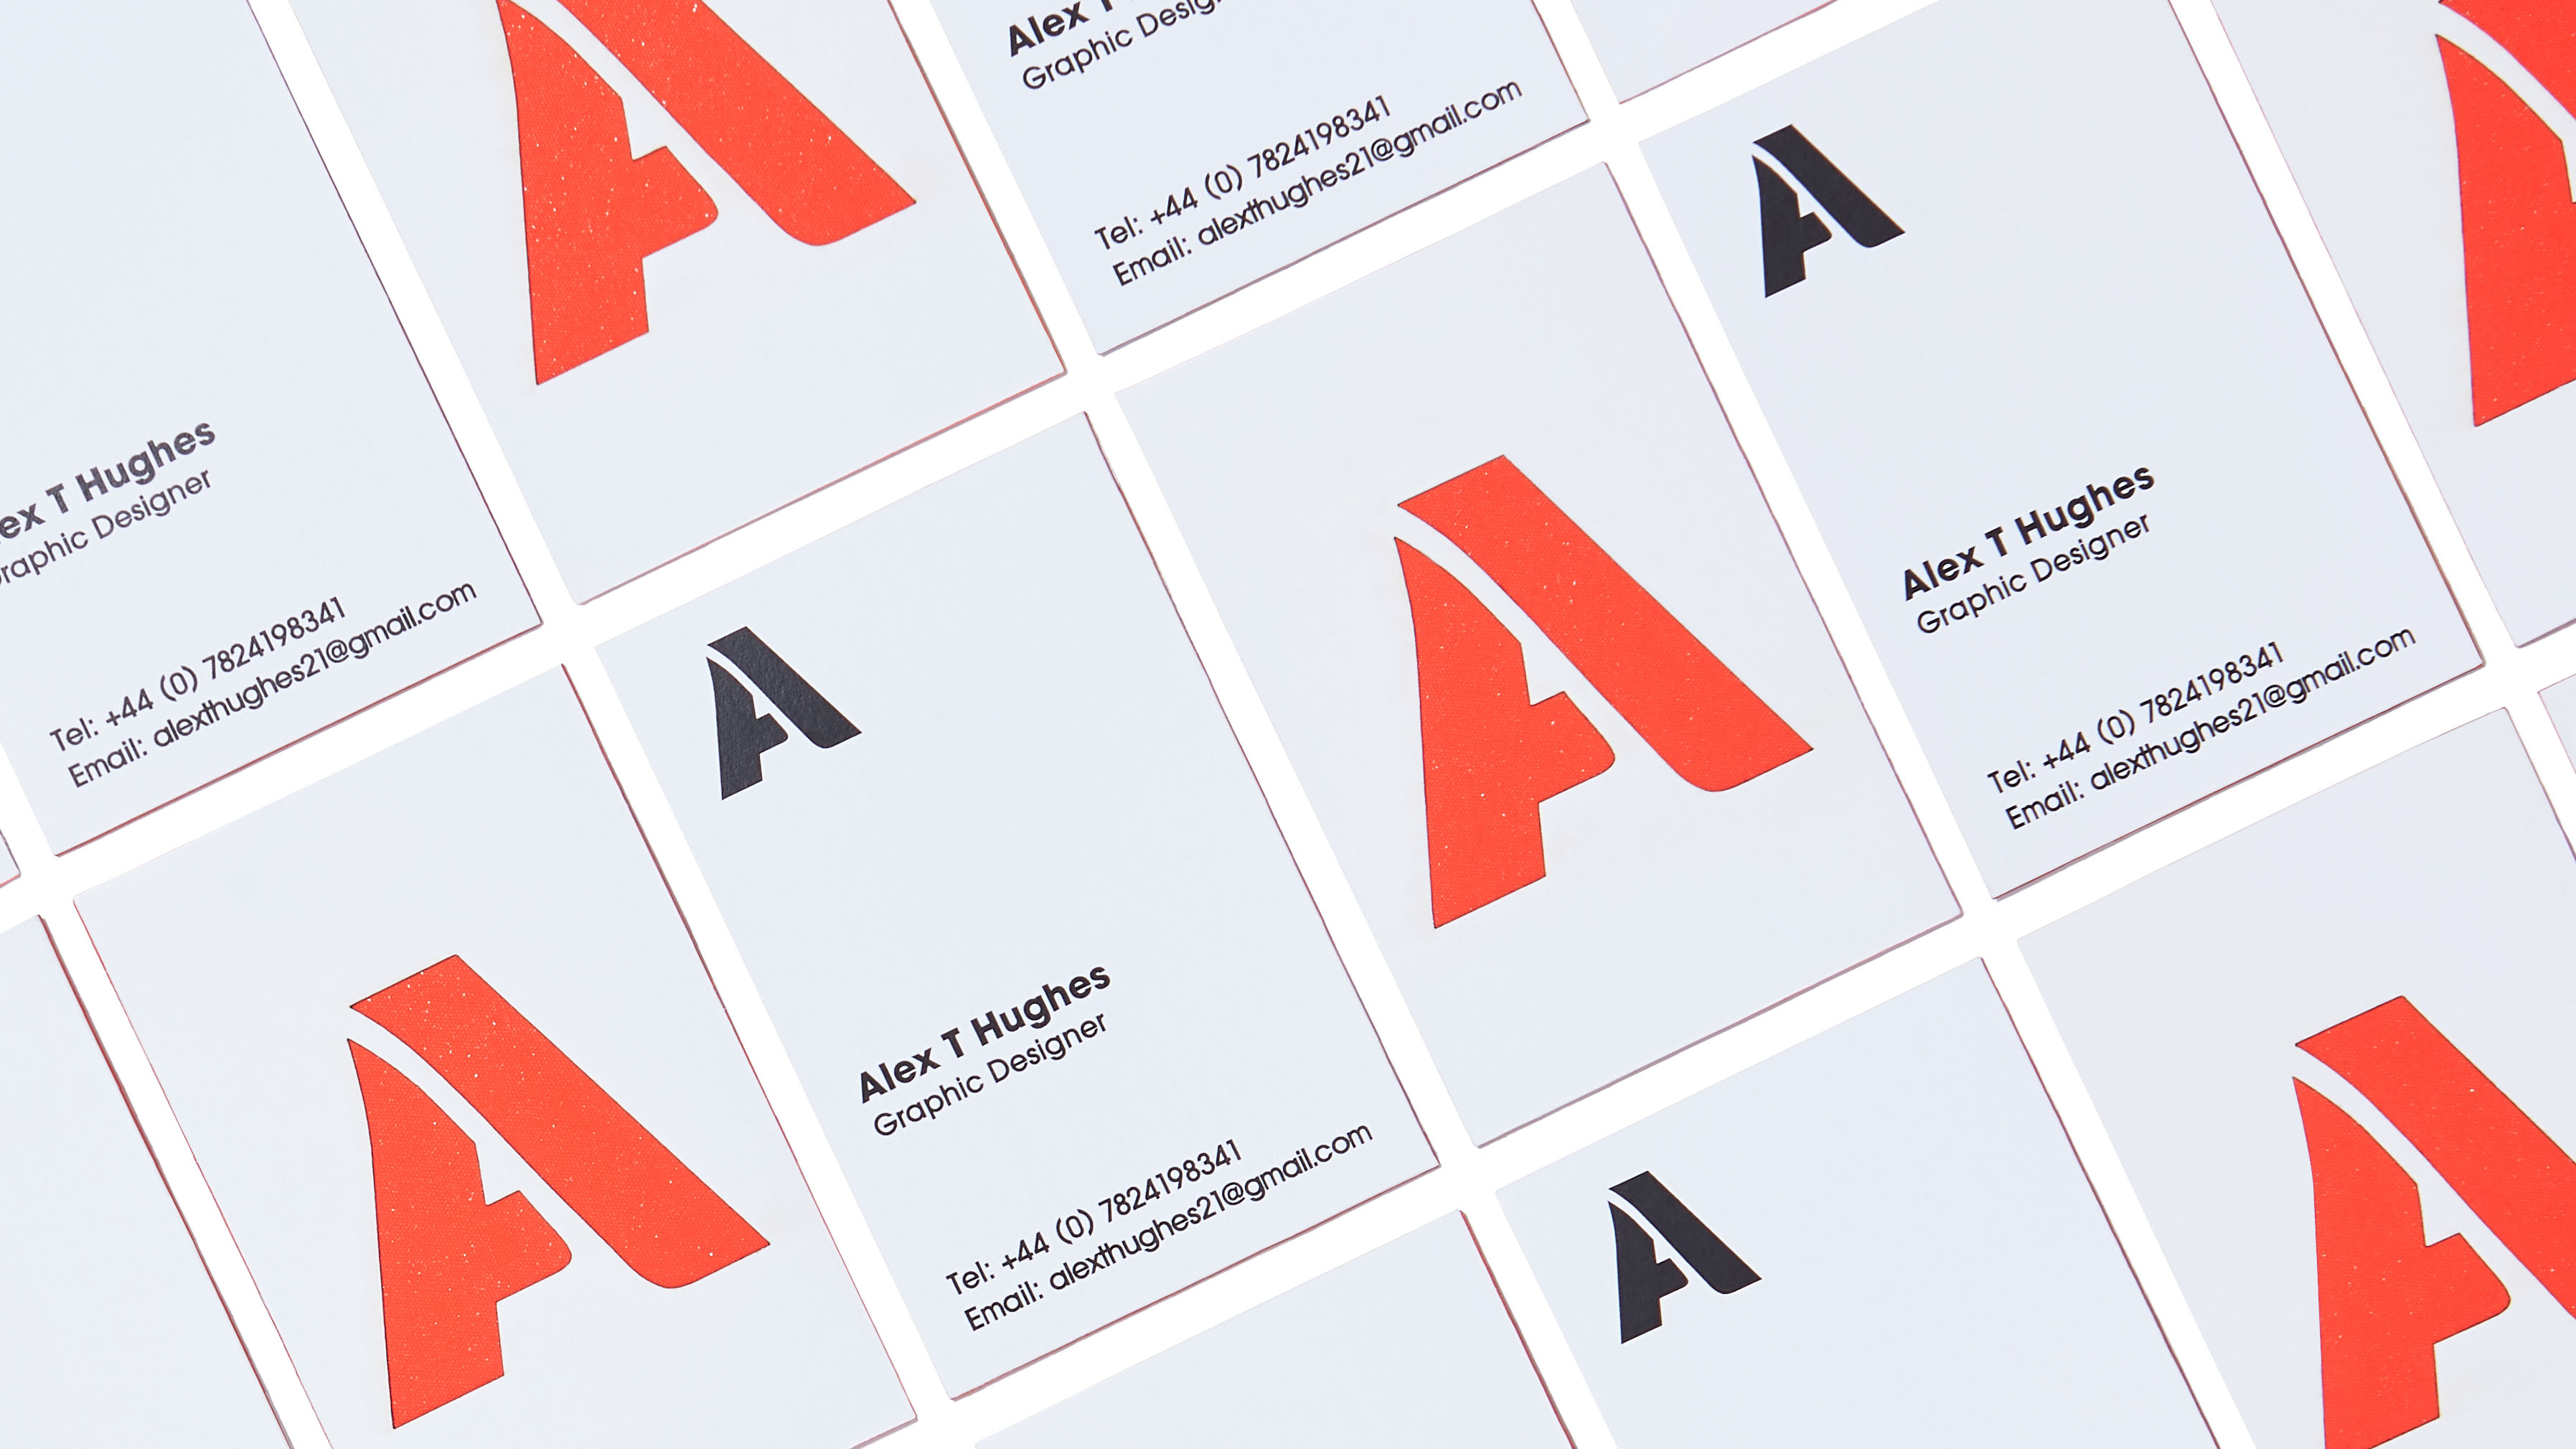 Alex T
Graphic Desig
Tel: +44 (0) 7824198341
Email: alexthughes21@gmail.com
A
ex T Hughes
raphic Designer
Tel: +44 (0) 7824198341
Email: alexthughes21@gmail.com
A
A
Alex T Hughes
Graphic Designer
Tel: +44 (0) 7824198341
Email: alexthughes21@gmail.com
A
A
Alex T Hughes
Graphic Designer
Tel: +44 (0) 7824198341
Email: alexthughes21@gmail.com
A
A
A
A